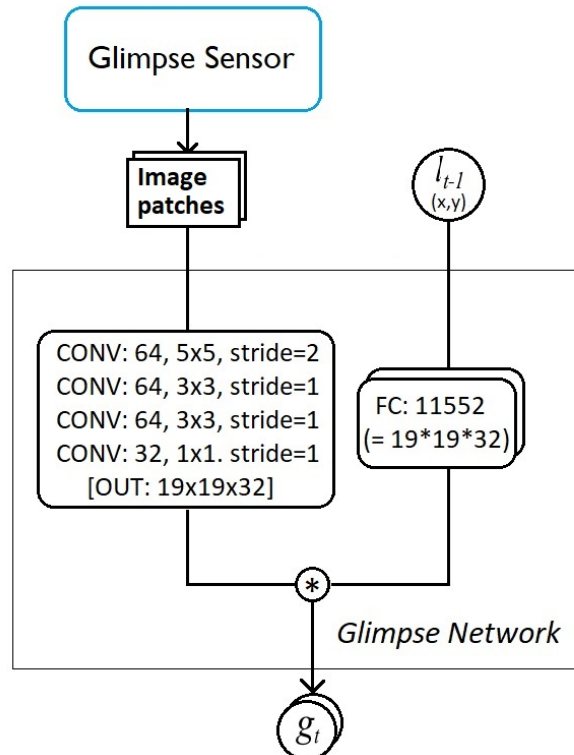 Glimpse Sensor
Image
patches
l_{t-1}
(x,y)
CONV: 64, 5x5, stride=2
CONV: 64, 3x3, stride=1
CONV: 64, 3x3, stride=1
CONV: 32, 1x1. stride=1
[OUT: 19x19x32]
FC: 11552
(= 19*19*32)
*
Glimpse Network
g_t